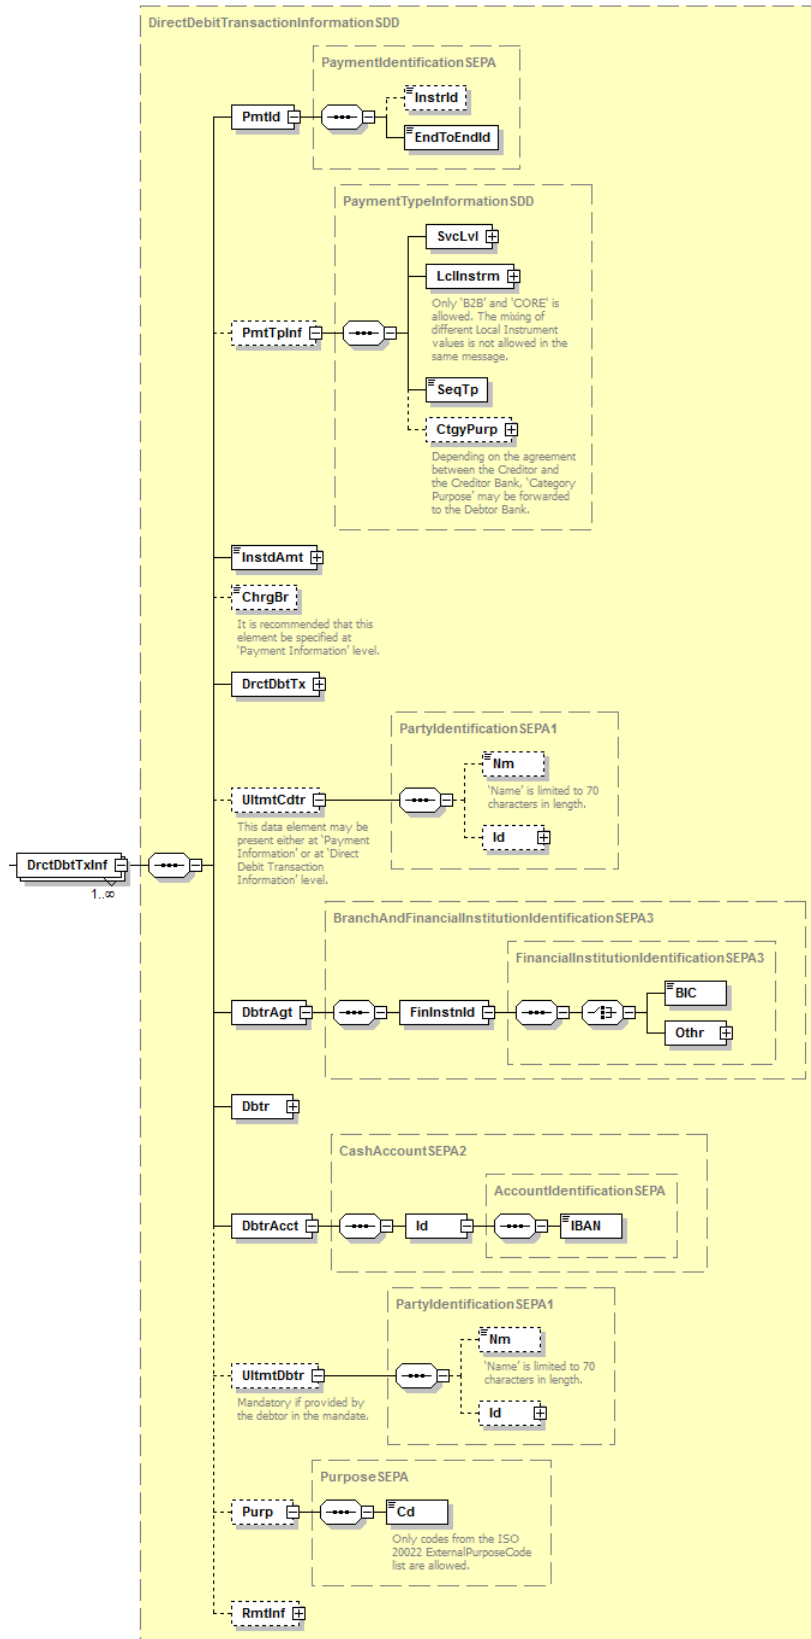 DirectDebitTransactionInformationSDD
PaymentIdentificationSEPA
InstrId
PmtId
EndToEndId
PaymentTypeInformationSDD
SvcLvl
LclInstrm
Only 'B2B' and 'CORE' is
allowed. The mixing of
different Local Instrument
values is not allowed in the
same message.
PmtTpInf
SeqTp
CtgyPurp
Depending on the agreement
between the Creditor and
the Creditor Bank, 'Category
Purpose' may be forwarded
to the Debtor Bank.
InstdAmt
ChrgBr
It is recommended that this
element be specified at
'Payment Information' level.
DrctDbtTx
PartyIdentificationSEPA1
Nm
'Name' is limited to 70
characters in length.
UltmtCdtr
This data element may be
present either at 'Payment
Information' or at 'Direct
Debit Transaction
Information' level.
Id
DrctDbtTxInf
1..∞
BranchAndFinancialInstitutionIdentificationSEPA3
FinancialInstitutionIdentificationSEPA3
BIC
DbtrAgt
FinInstnId
Othr
Dbtr
CashAccountSEPA2
AccountIdentificationSEPA
DbtrAcct
Id
IBAN
PartyIdentificationSEPA1
Nm
'Name' is limited to 70
characters in length.
UltmtDbtr
Mandatory if provided by
the debtor in the mandate.
Id
PurposeSEPA
Purp
Cd
Only codes from the ISO
20022 ExternalPurposeCode
list are allowed.
RmtInf